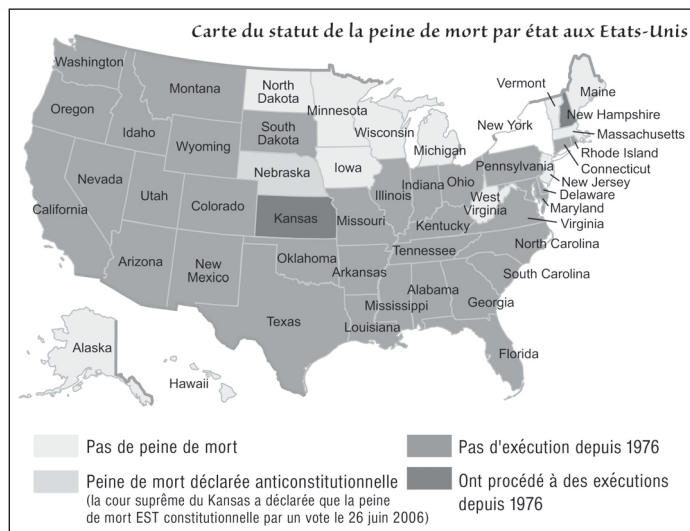 Carte du statut de la peine de mort par état aux Etats-Unis
Washington
Montana
North
Dakota
Minnesota
Vermont
Maine
Oregon
Idaho
Wyoming
South
Dakota
Wisconsin
Michigan
New York
New Hampshire
Massachusetts
Rhode Island
Connecticut
Nevada
Utah
Colorado
Nebraska
Iowa
Illinois
Indiana
Ohio
Pennsylvania
New Jersey
Delaware
Maryland
California
Kansas
Missouri
West
Virginia
Kentucky
Virginia
Arizona
New
Mexico
Oklahoma
Arkansas
Tennessee
North Carolina
South Carolina
Texas
Louisiana
Mississippi
Alabama
Georgia
Florida
Alaska
Hawaii
Pas de peine de mort
Peine de mort déclarée anticonstitutionnelle
(la cour suprême du Kansas a déclarée que la peine
de mort EST constitutionnelle par un vote le 26 juin 2006)
Pas d'exécution depuis 1976
Ont procédé à des exécutions
depuis 1976